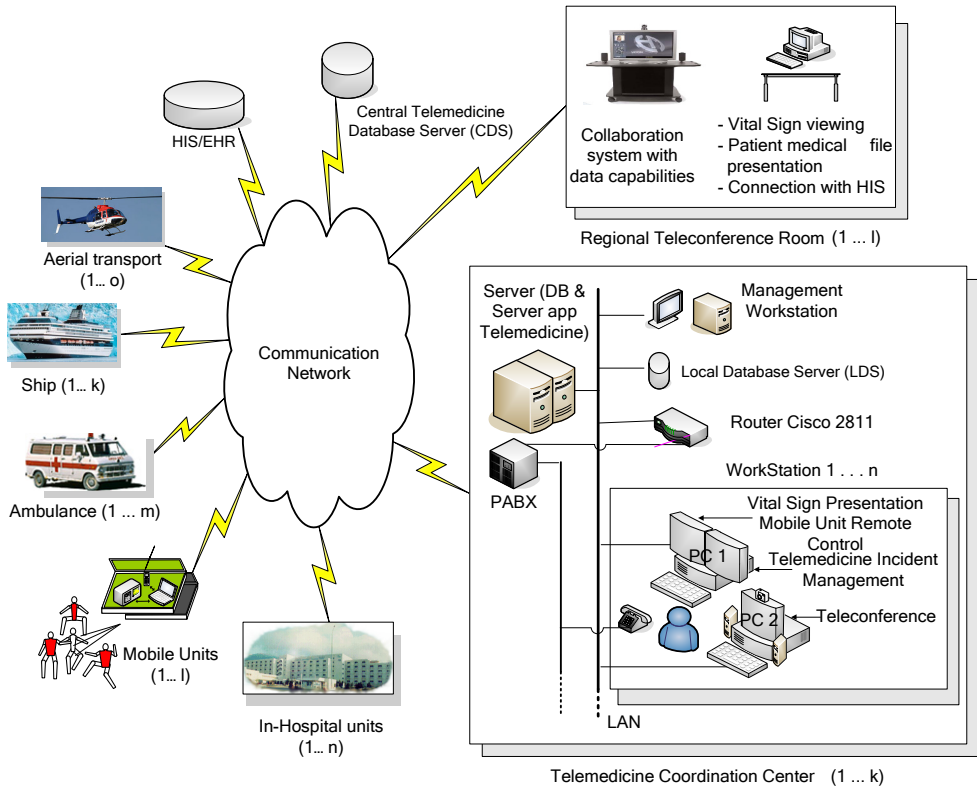 Central Telemedicine
Database Server (CDS)
HIS/EHR
Aerial transport
(1... o)
Ship (1... k)
Ambulance (1 ... m)
Mobile Units
(1... l)
In-Hospital units
(1... n)
Communication
Network
Collaboration
system with
data capabilities
- Vital Sign viewing
- Patient medical file
presentation
- Connection with HIS
Regional Teleconference Room (1 ... l)
Server (DB &
Server app
Telemedicine)
Management
Workstation
Local Database Server (LDS)
Router Cisco 2811
PABX
WorkStation 1 . . . n
Vital Sign Presentation
Mobile Unit Remote
Control
PC 1
Telemedicine Incident
Management
PC 2
Teleconference
LAN
Telemedicine Coordination Center (1 ... k)